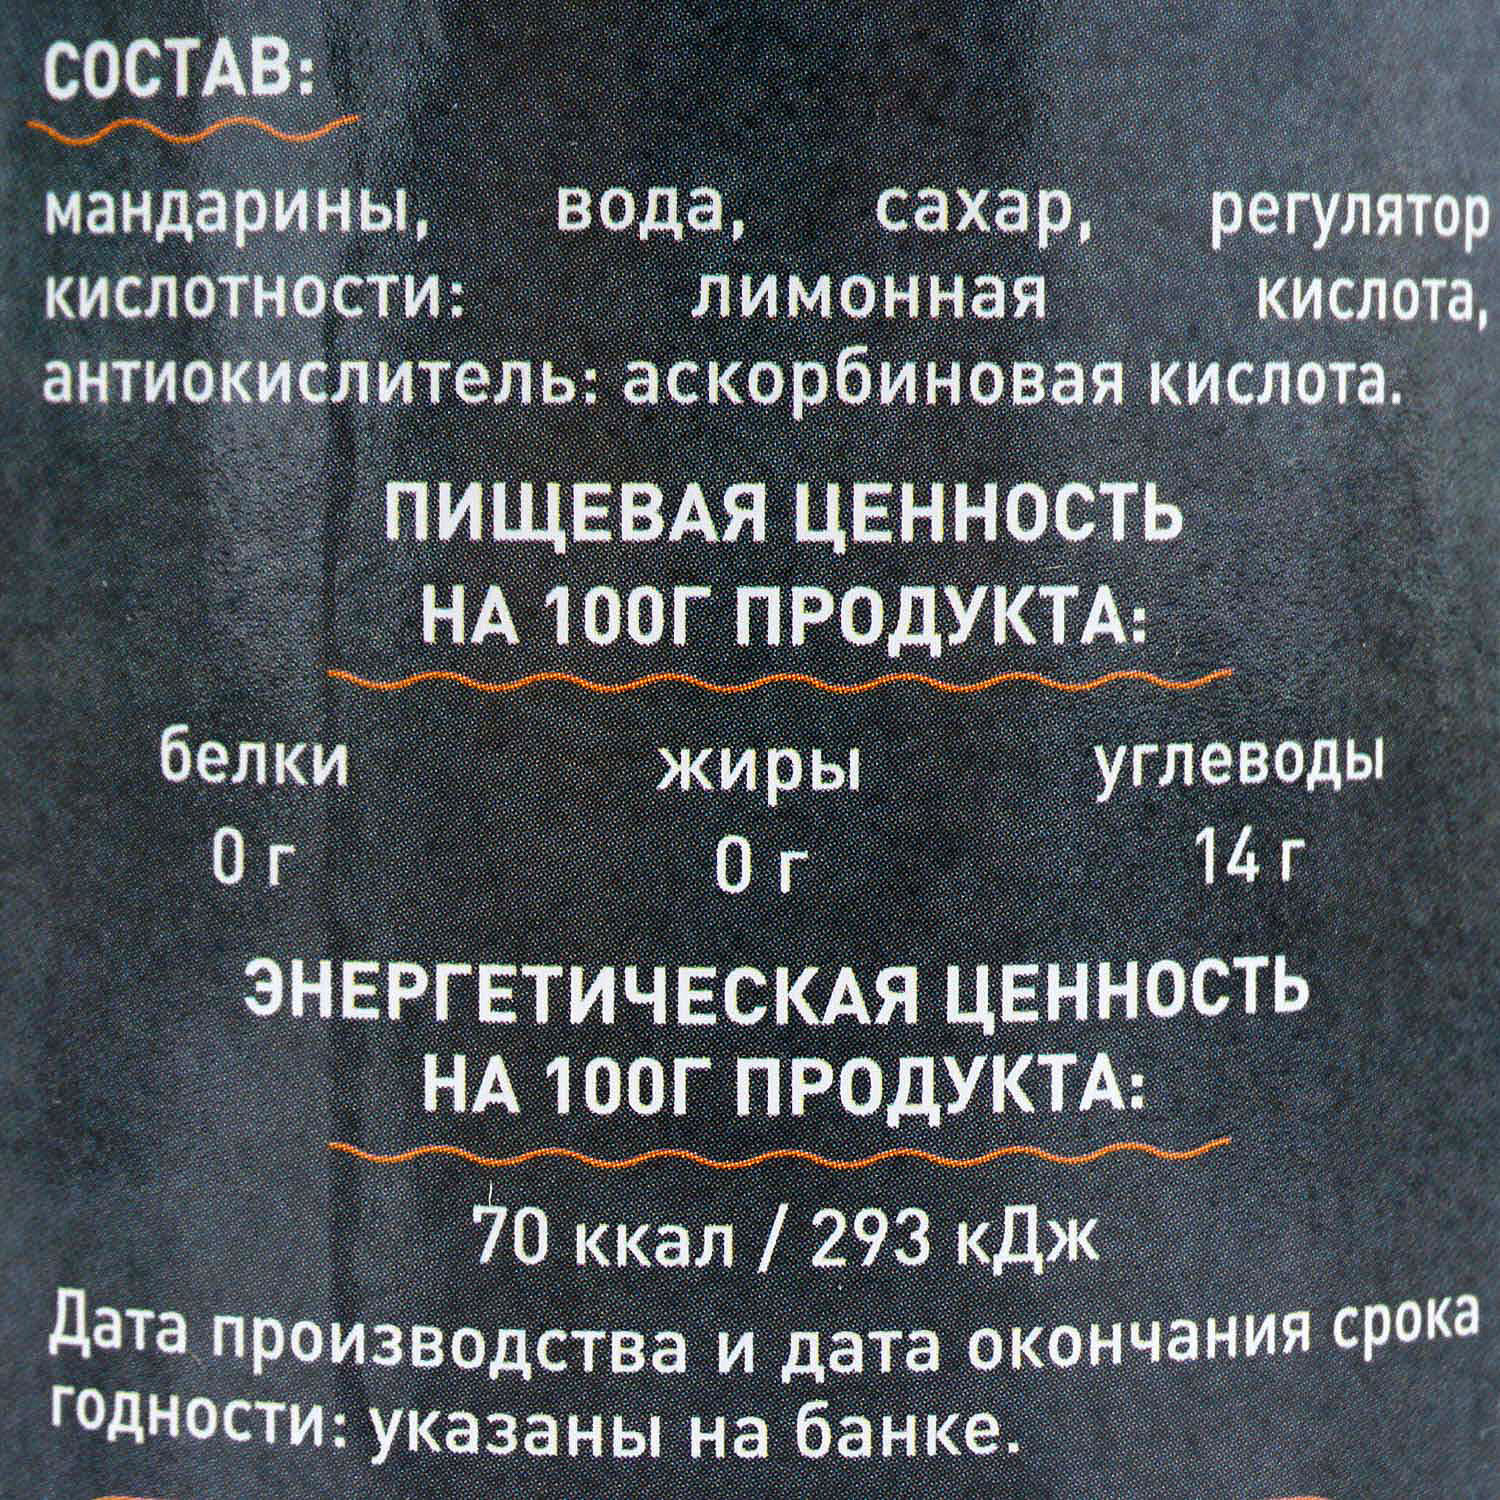 СОСТАВ:
мандарины, вода, сахар, регулятор
кислотности: лимонная кислота,
антиокислитель: аскорбиновая кислота.
ПИЩЕВАЯ ЦЕННОСТЬ
НА 100Г ПРОДУКТА:
белки жиры углеводы
0 г 0 г 14 г
ЭНЕРГЕТИЧЕСКАЯ ЦЕННОСТЬ
НА 100Г ПРОДУКТА:
70 ккал / 293 кДж
Дата производства и дата окончания срока
годности: указаны на банке.